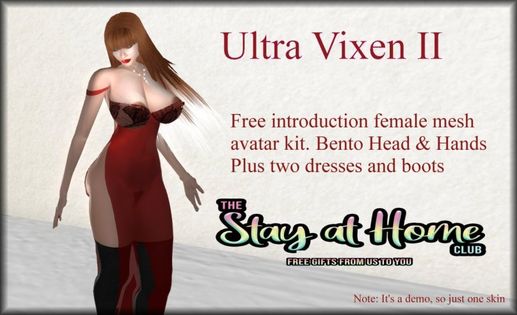 Ultra Vixen II
Free introduction female mesh
avatar kit. Bento Head & Hands
Plus two dresses and boots
THE
Stay at Home
CLUB
FREE GIFTS FROM US TO YOU
Note: It's a demo, so just one skin